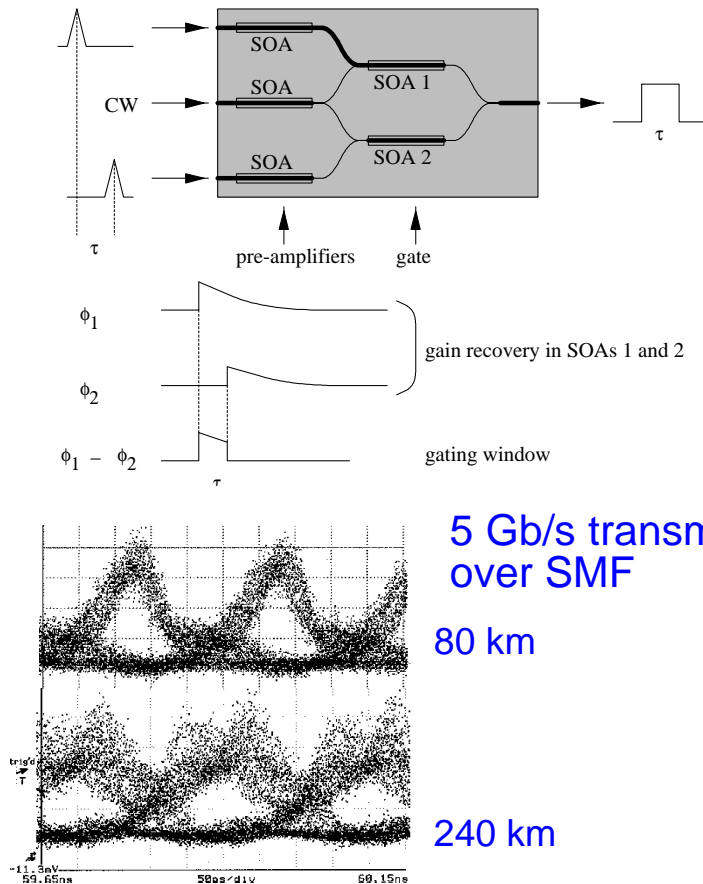 SOA
SOA 1
CW
SOA
τ
SOA
SOA 2
τ
pre-amplifiers gate
ϕ1
gain recovery in SOAs 1 and 2
ϕ2
ϕ1 − ϕ2
gating window
τ
5 Gb/s transm
over SMF
80 km
trig'd
T
240 km
-11.3mV
59.65ns 50ps/div 60.15ns